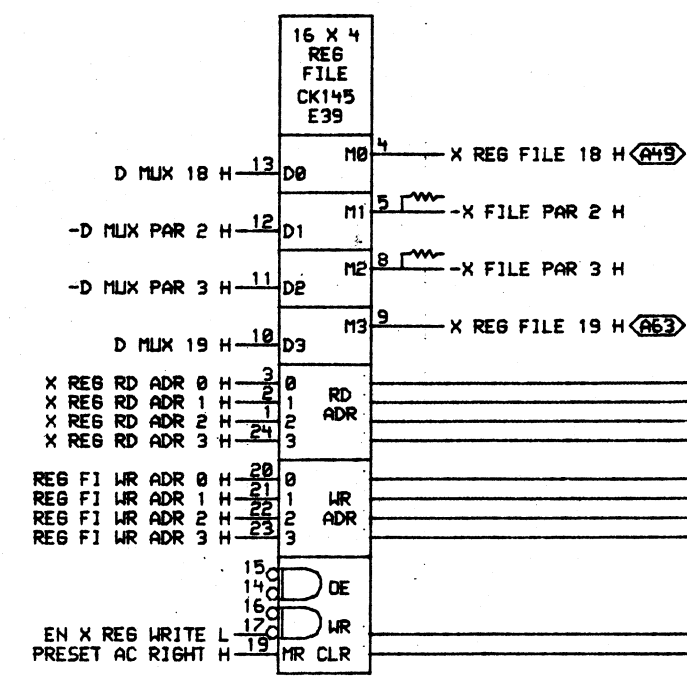 16 X 4
REG
FILE
CK145
E39
D MUX 18 H 13 D0 M0 4 X REG FILE 18 H A49
-D MUX PAR 2 H 12 D1 M1 5 -X FILE PAR 2 H
-D MUX PAR 3 H 11 D2 M2 8 -X FILE PAR 3 H
D MUX 19 H 10 D3 M3 9 X REG FILE 19 H A63
X REG RD ADR 0 H 3 0
X REG RD ADR 1 H 2 1 RD
X REG RD ADR 2 H 1 2 ADR
X REG RD ADR 3 H 24 3
REG FI WR ADR 0 H 20 0
REG FI WR ADR 1 H 21 1 WR
REG FI WR ADR 2 H 22 2 ADR
REG FI WR ADR 3 H 23 3
15
14 OE
16
EN X REG WRITE L 17 WR
PRESET AC RIGHT H 19 MR CLR